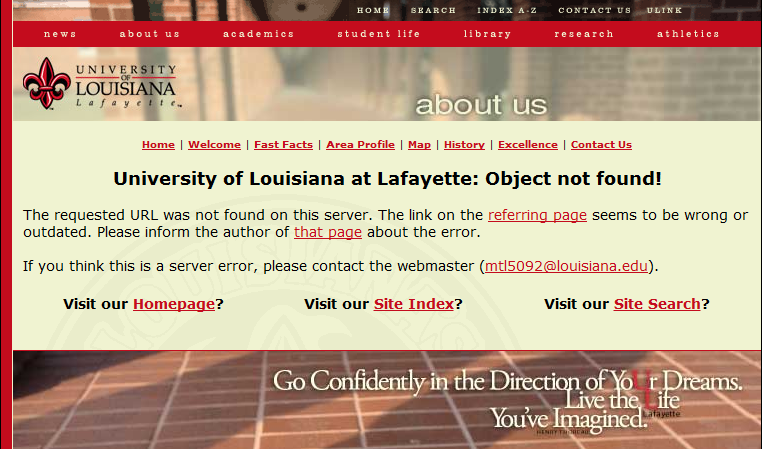 HOME SEARCH INDEX A-Z CONTACT US ULINK
news about us academics student life library research athletics
UNIVERSITY
OF
LOUISIANA
Lafayette™
about us
Home | Welcome | Fast Facts | Area Profile | Map | History | Excellence | Contact Us
University of Louisiana at Lafayette: Object not found!
The requested URL was not found on this server. The link on the referring page seems to be wrong or
outdated. Please inform the author of that page about the error.
If you think this is a server error, please contact the webmaster (mtl5092@louisiana.edu).
Visit our Homepage? Visit our Site Index? Visit our Site Search?
Go Confidently in the Direction of YoUr Dreams.
Live the Life
Lafayette
You've Imagined.
HENRY THOREAU